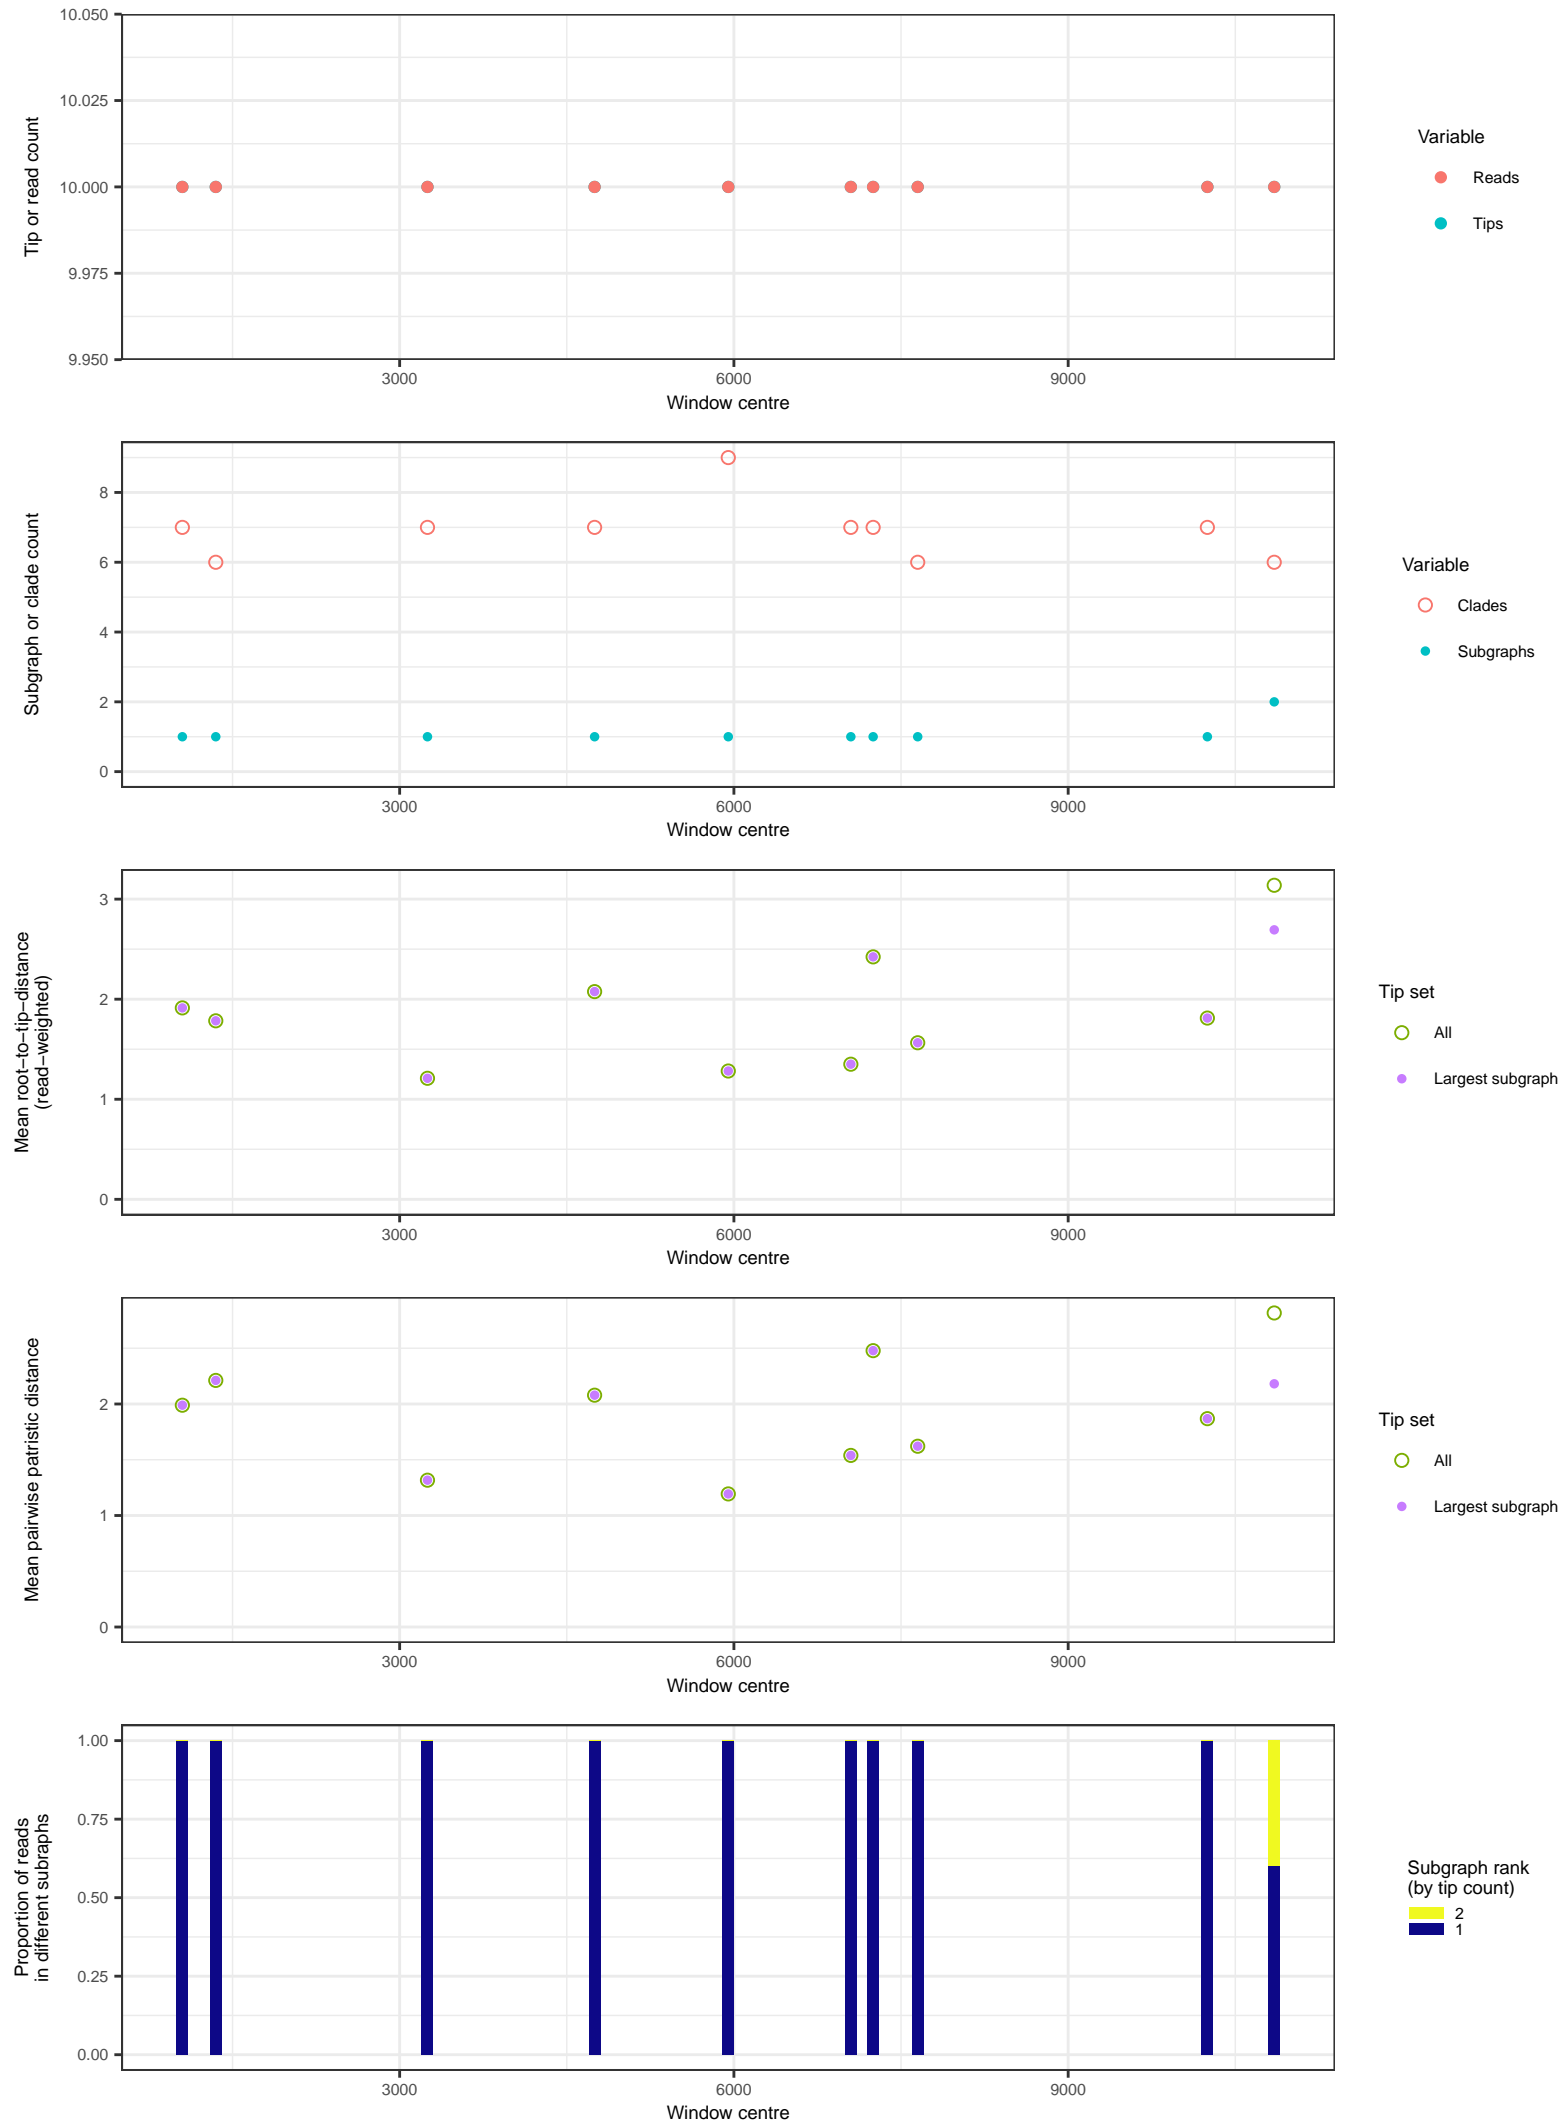 10.050
10.025
10.000
9.975
9.950
Tip or read count
3000 6000 9000
Window centre
Variable
Reads
Tips
8
6
4
2
0
Subgraph or clade count
3000 6000 9000
Window centre
Variable
Clades
Subgraphs
3
2
1
0
Mean root−to−tip−distance
(read−weighted)
3000 6000 9000
Window centre
Tip set
All
Largest subgraph
2
1
0
Mean pairwise patristic distance
3000 6000 9000
Window centre
Tip set
All
Largest subgraph
1.00
0.75
0.50
0.25
0.00
Proportion of reads
in different subraphs
3000 6000 9000
Window centre
Subgraph rank
(by tip count)
2
1